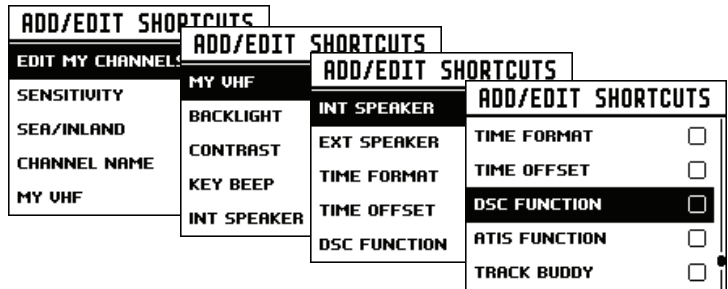 ADD/EDIT SHORTCUTS
EDIT MY CHANNELS
SENSITIVITY
SEA/INLAND
CHANNEL NAME
MY VHF
ADD/EDIT SHORTCUTS
MY VHF
BACKLIGHT
CONTRAST
KEY BEEP
INT SPEAKER
ADD/EDIT SHORTCUTS
INT SPEAKER
EXT SPEAKER
TIME FORMAT
TIME OFFSET
DSC FUNCTION
ADD/EDIT SHORTCUTS
TIME FORMAT
TIME OFFSET
DSC FUNCTION
ATIS FUNCTION
TRACK BUDDY